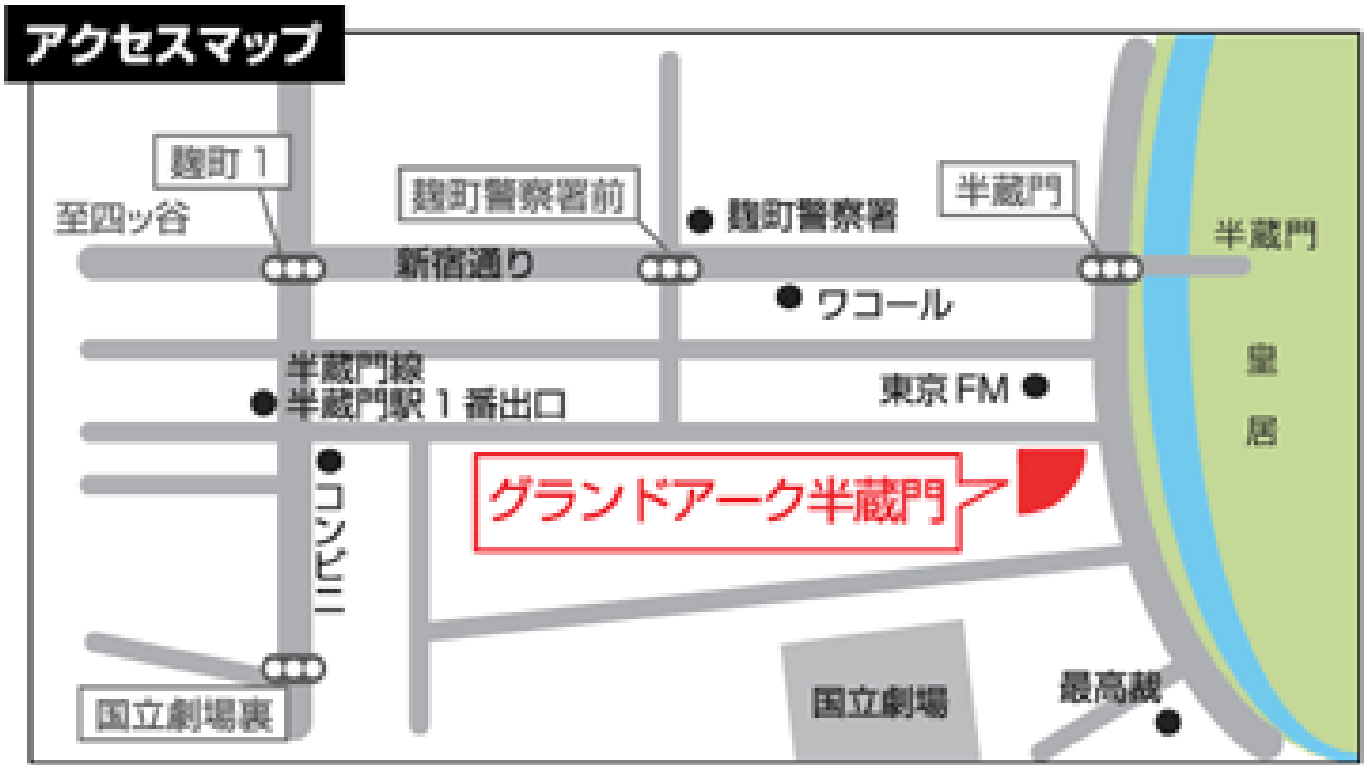 アクセスマップ
麹町 1
至四ッ谷
麹町警察署前
麹町警察署
半蔵門
半蔵門
新宿通り
ワコール
皇居
半蔵門線
半蔵門駅 1 番出口
東京 FM
コンビニ
グランドアーク半蔵門
国立劇場裏
国立劇場
最高裁